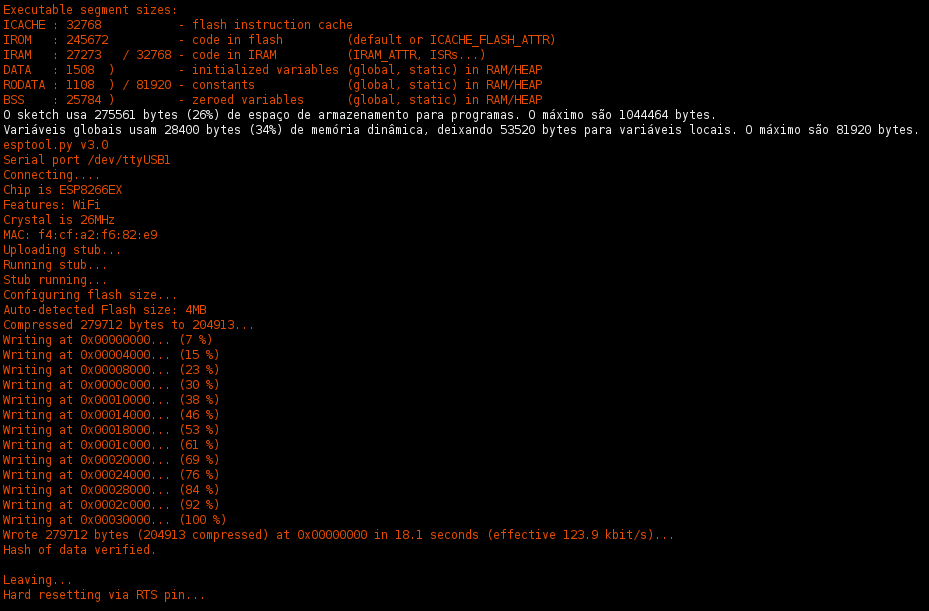 Executable segment sizes:
ICACHE : 32768           - flash instruction cache
IROM   : 245672          - code in flash         (default or ICACHE_FLASH_ATTR)
IRAM   : 27273   / 32768 - code in IRAM          (IRAM_ATTR, ISRs...)
DATA   : 1508  )         - initialized variables (global, static) in RAM/HEAP
RODATA : 1108  ) / 81920 - constants             (global, static) in RAM/HEAP
BSS    : 25784 )         - zeroed variables      (global, static) in RAM/HEAP
O sketch usa 275561 bytes (26%) de espaço de armazenamento para programas. O máximo são 1044464 bytes.
Variáveis globais usam 28400 bytes (34%) de memória dinâmica, deixando 53520 bytes para variáveis locais. O máximo são 81920 bytes.
esptool.py v3.0
Serial port /dev/ttyUSB1
Connecting....
Chip is ESP8266EX
Features: WiFi
Crystal is 26MHz
MAC: f4:cf:a2:f6:82:e9
Uploading stub...
Running stub...
Stub running...
Configuring flash size...
Auto-detected Flash size: 4MB
Compressed 279712 bytes to 204913...
Writing at 0x00000000... (7 %)
Writing at 0x00004000... (15 %)
Writing at 0x00008000... (23 %)
Writing at 0x0000c000... (30 %)
Writing at 0x00010000... (38 %)
Writing at 0x00014000... (46 %)
Writing at 0x00018000... (53 %)
Writing at 0x0001c000... (61 %)
Writing at 0x00020000... (69 %)
Writing at 0x00024000... (76 %)
Writing at 0x00028000... (84 %)
Writing at 0x0002c000... (92 %)
Writing at 0x00030000... (100 %)
Wrote 279712 bytes (204913 compressed) at 0x00000000 in 18.1 seconds (effective 123.9 kbit/s)...
Hash of data verified.

Leaving...
Hard resetting via RTS pin...